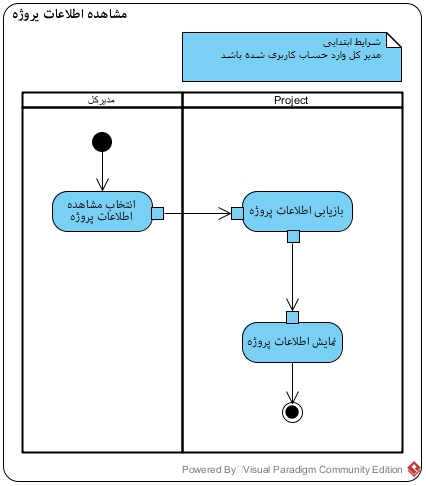 مشاهده اطلاعات پروژه
شرایط ابتدایی
مدیر کل وارد حساب کاربری شده باشد
مدیرکل
Project
انتخاب مشاهده
اطلاعات پروژه
بازیابی اطلاعات پروژه
نمایش اطلاعات پروژه
Powered By Visual Paradigm Community Edition